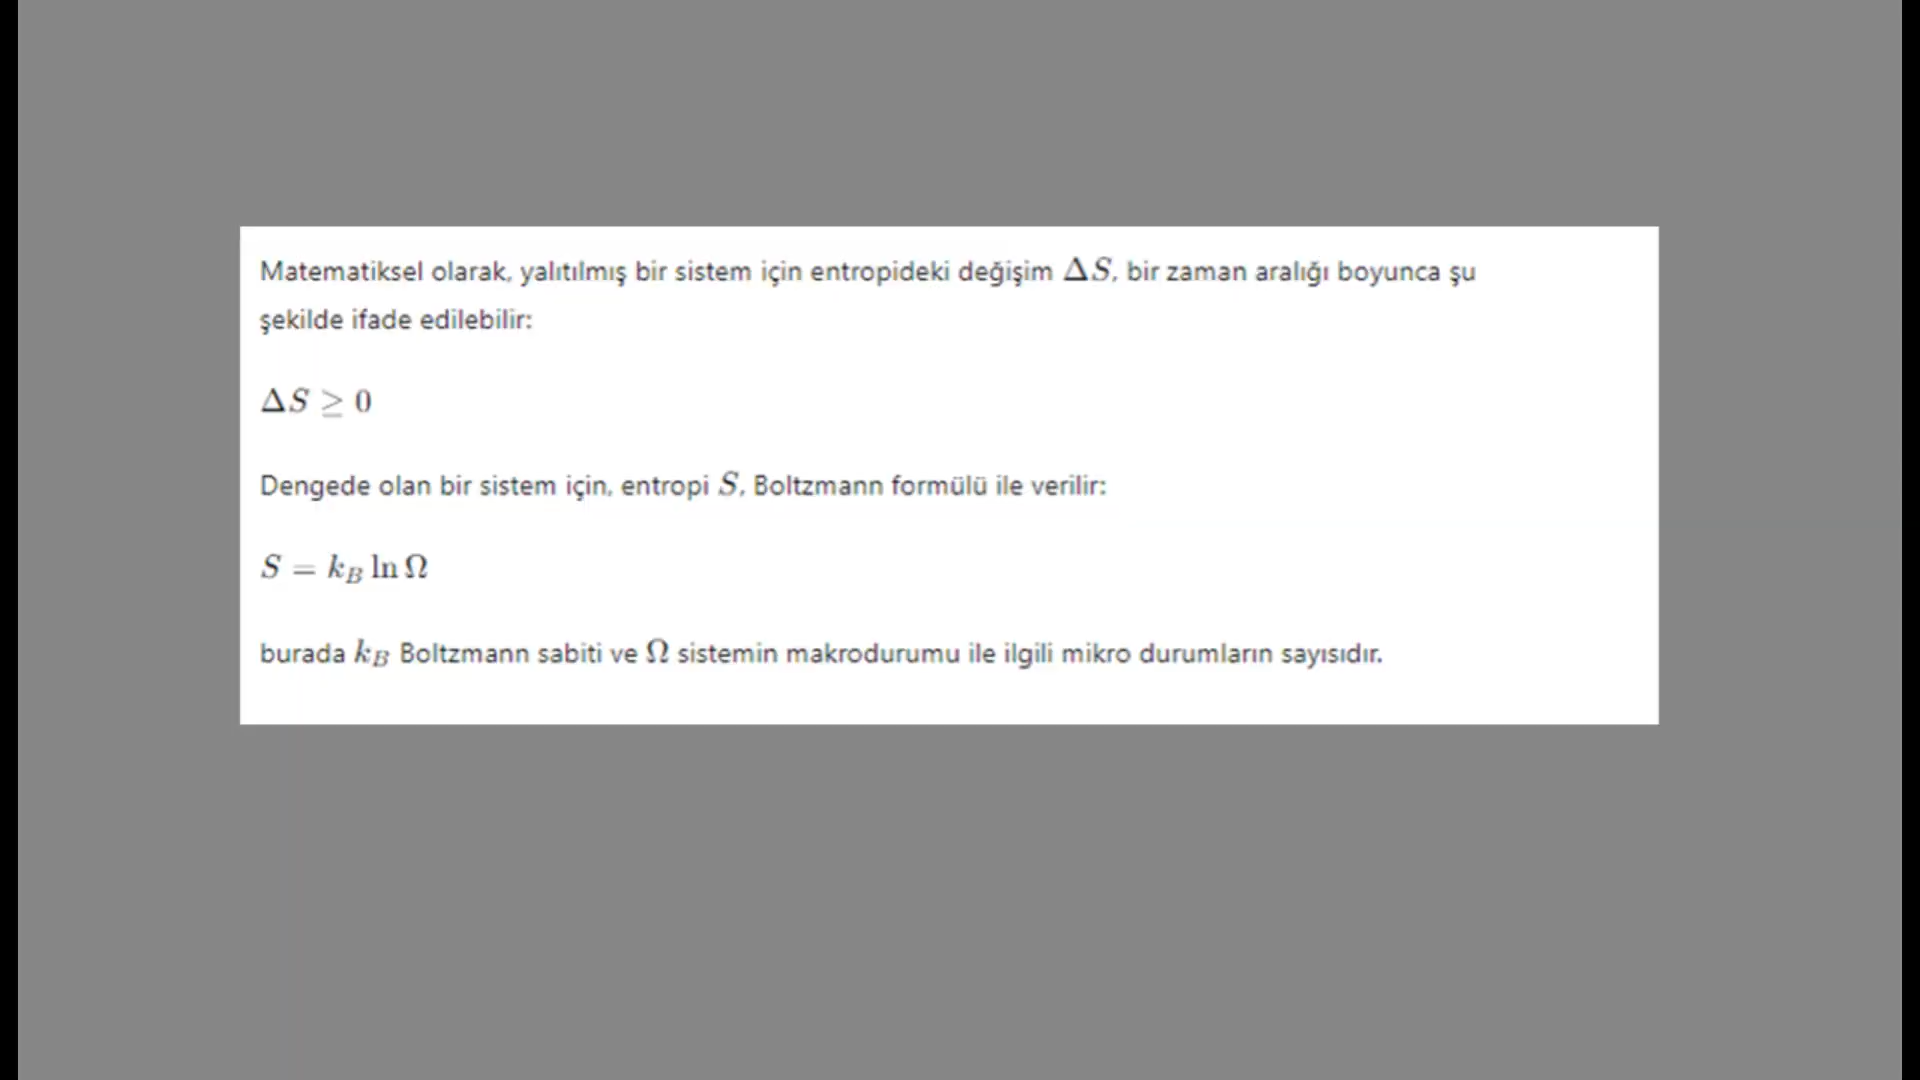 Matematiksel olarak, yalıtılmış bir sistem için entropideki değişim ΔS, bir zaman aralığı boyunca şu
şekilde ifade edilebilir:
ΔS ≥ 0
Dengede olan bir sistem için, entropi S, Boltzmann formülü ile verilir:
S = k_B ln Ω
burada k_B Boltzmann sabiti ve Ω sistemin makrodurumu ile ilgili mikro durumların sayısıdır.